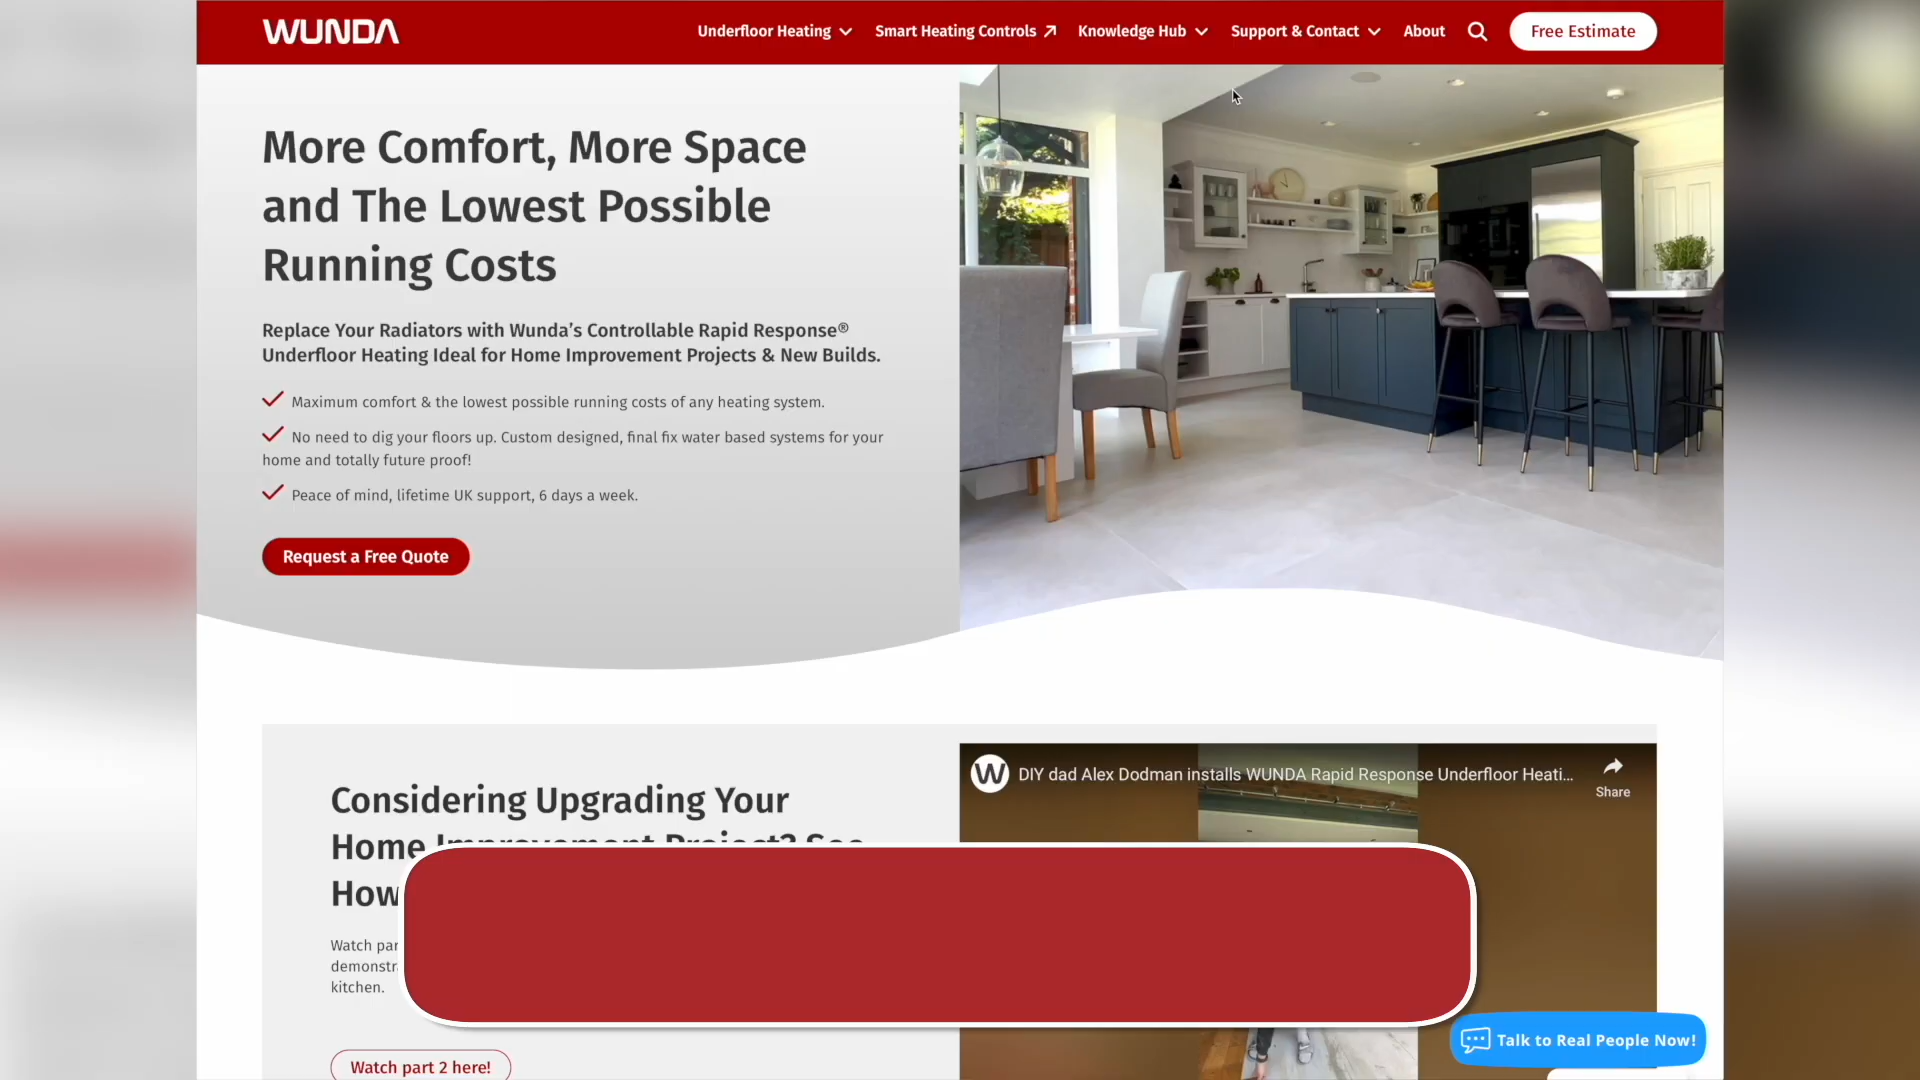 WUNDA
Underfloor Heating
Smart Heating Controls
Knowledge Hub
Support & Contact
About
Free Estimate
More Comfort, More Space
and The Lowest Possible
Running Costs
Replace Your Radiators with Wunda’s Controllable Rapid Response®
Underfloor Heating Ideal for Home Improvement Projects & New Builds.
Maximum comfort & the lowest possible running costs of any heating system.
No need to dig your floors up. Custom designed, final fix water based systems for your
home and totally future proof!
Peace of mind, lifetime UK support, 6 days a week.
Request a Free Quote
Considering Upgrading Your
Home Improvement Project? See
How
Watch par
demonstr
kitchen.
Watch part 2 here!
W
DIY dad Alex Dodman installs WUNDA Rapid Response Underfloor Heati...
Share
Talk to Real People Now!